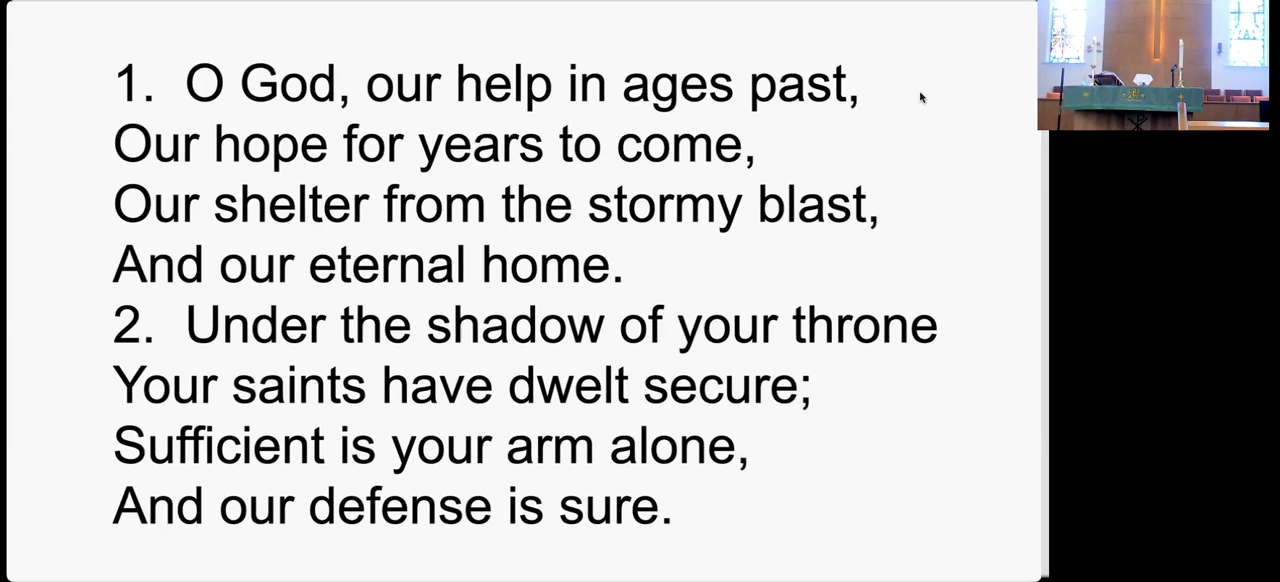 1. O God, our help in ages past,
Our hope for years to come,
Our shelter from the stormy blast,
And our eternal home.
2. Under the shadow of your throne
Your saints have dwelt secure;
Sufficient is your arm alone,
And our defense is sure.